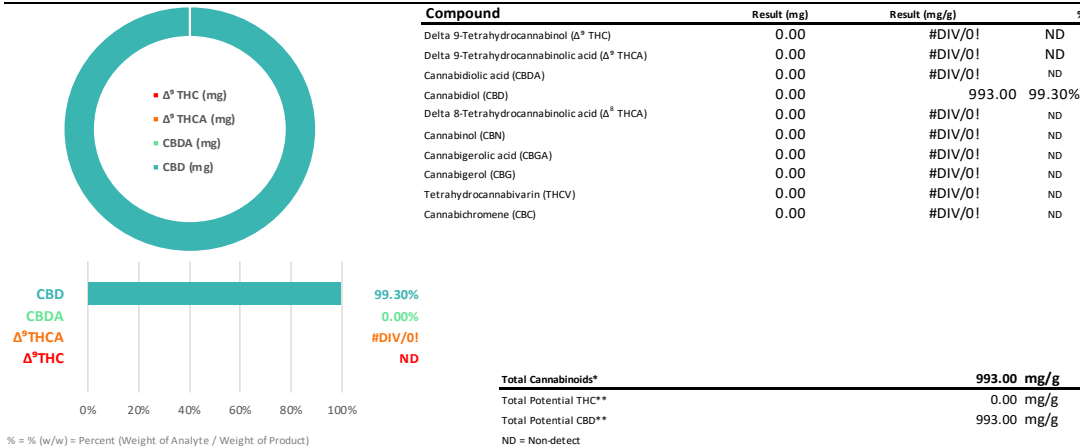 Compound Result (mg) Result (mg/g) %
Delta 9-Tetrahydrocannabinol (Δ⁹ THC) 0.00 #DIV/0! ND
Delta 9-Tetrahydrocannabinolic acid (Δ⁹ THCA) 0.00 #DIV/0! ND
Cannabidiolic acid (CBDA) 0.00 #DIV/0! ND
Cannabidiol (CBD) 0.00 993.00 99.30%
Delta 8-Tetrahydrocannabinolic acid (Δ⁸ THCA) 0.00 #DIV/0! ND
Cannabinol (CBN) 0.00 #DIV/0! ND
Cannabigerolic acid (CBGA) 0.00 #DIV/0! ND
Cannabigerol (CBG) 0.00 #DIV/0! ND
Tetrahydrocannabivarin (THCV) 0.00 #DIV/0! ND
Cannabichromene (CBC) 0.00 #DIV/0! ND
Δ⁹ THC (mg)
Δ⁹ THCA (mg)
CBDA (mg)
CBD (mg)
CBD 99.30%
CBDA 0.00%
Δ⁹THCA #DIV/0!
Δ⁹THC ND
0% 20% 40% 60% 80% 100%
Total Cannabinoids* 993.00 mg/g
Total Potential THC** 0.00 mg/g
Total Potential CBD** 993.00 mg/g
% = % (w/w) = Percent (Weight of Analyte / Weight of Product)
ND = Non-detect